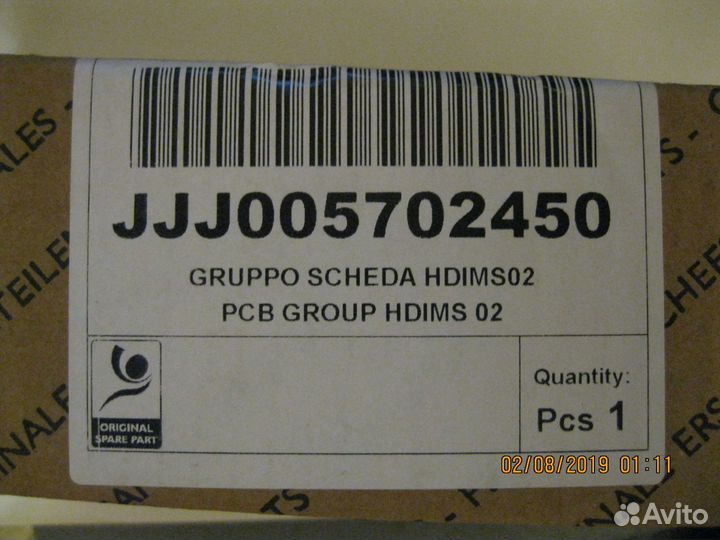 JJJ005702450
GRUPPO SCHEDA HDIMS02
PCB GROUP HDIMS 02
ORIGINAL
SPARE PART
Quantity:
Pcs 1
02/08/2019 01:11
Avito